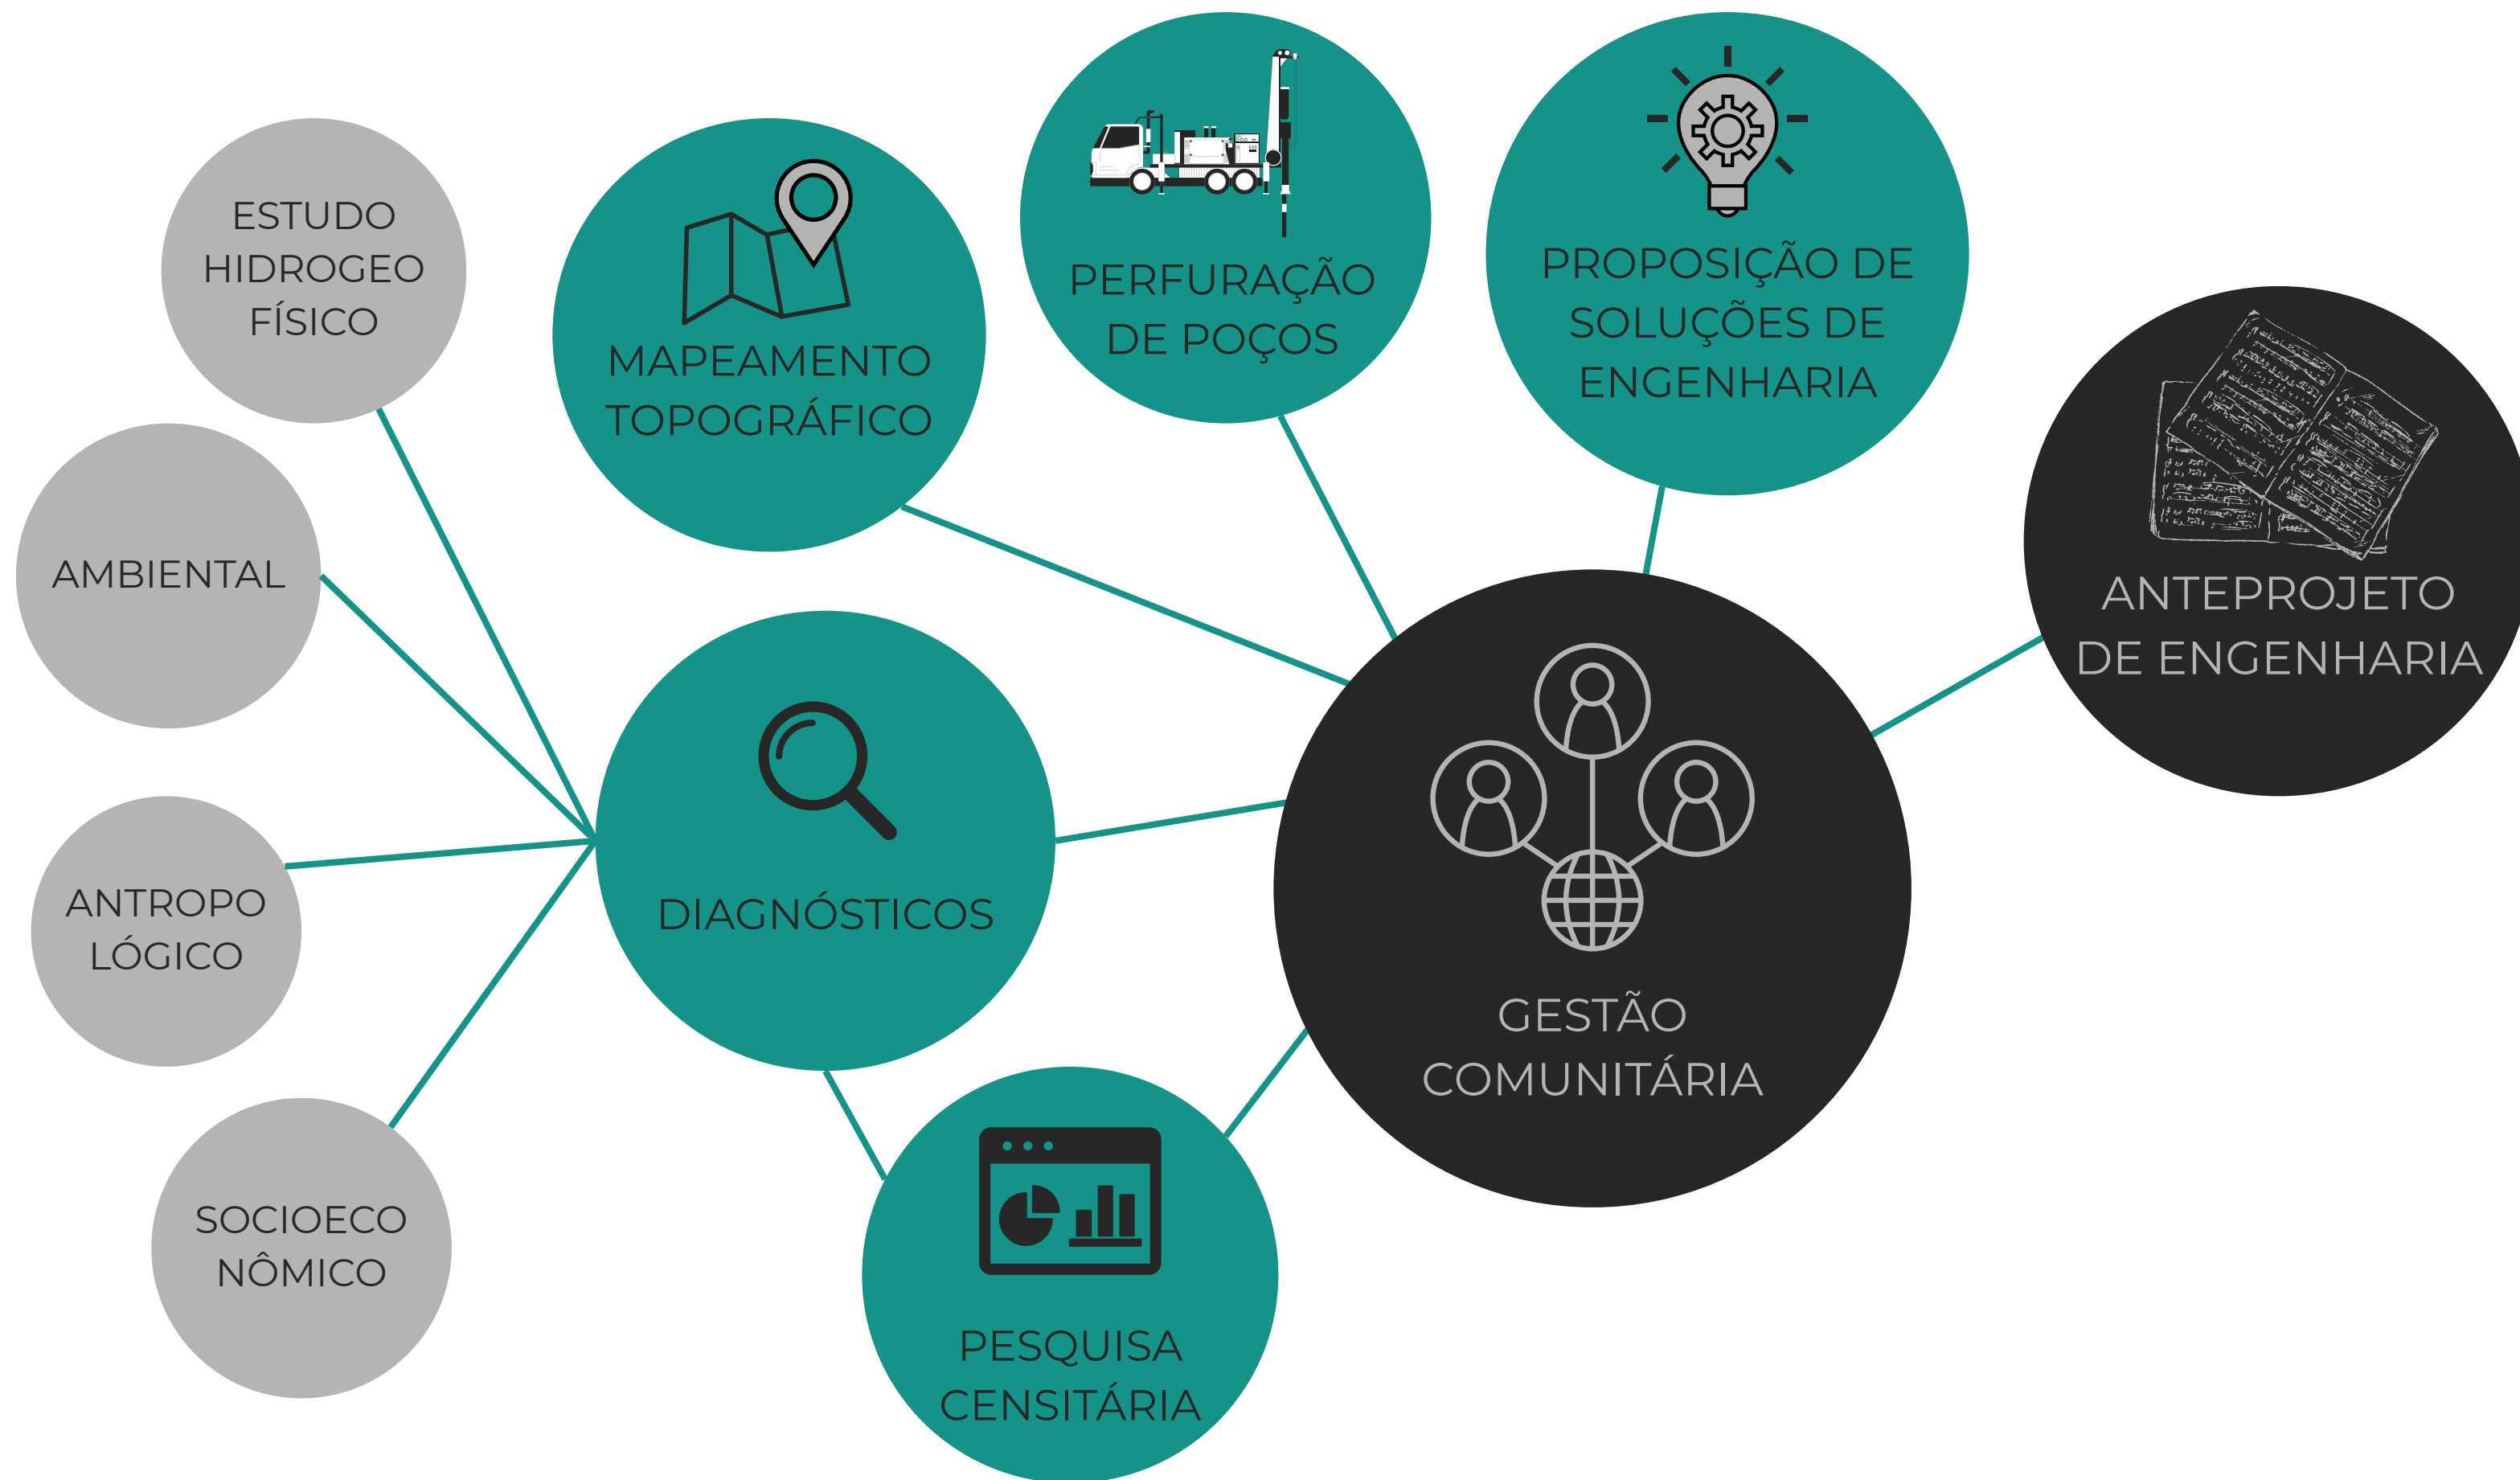 ESTUDO
HIDROGEO
FÍSICO
AMBIENTAL
ANTROPO
LÓGICO
SOCIOECO
NÔMICO
MAPEAMENTO
TOPOGRÁFICO
DIAGNÓSTICOS
PESQUISA
CENSITÁRIA
PERFURAÇÃO
DE POÇOS
PROPOSIÇÃO DE
SOLUÇÕES DE
ENGENHARIA
GESTÃO
COMUNITÁRIA
ANTEPROJETO
DE ENGENHARIA